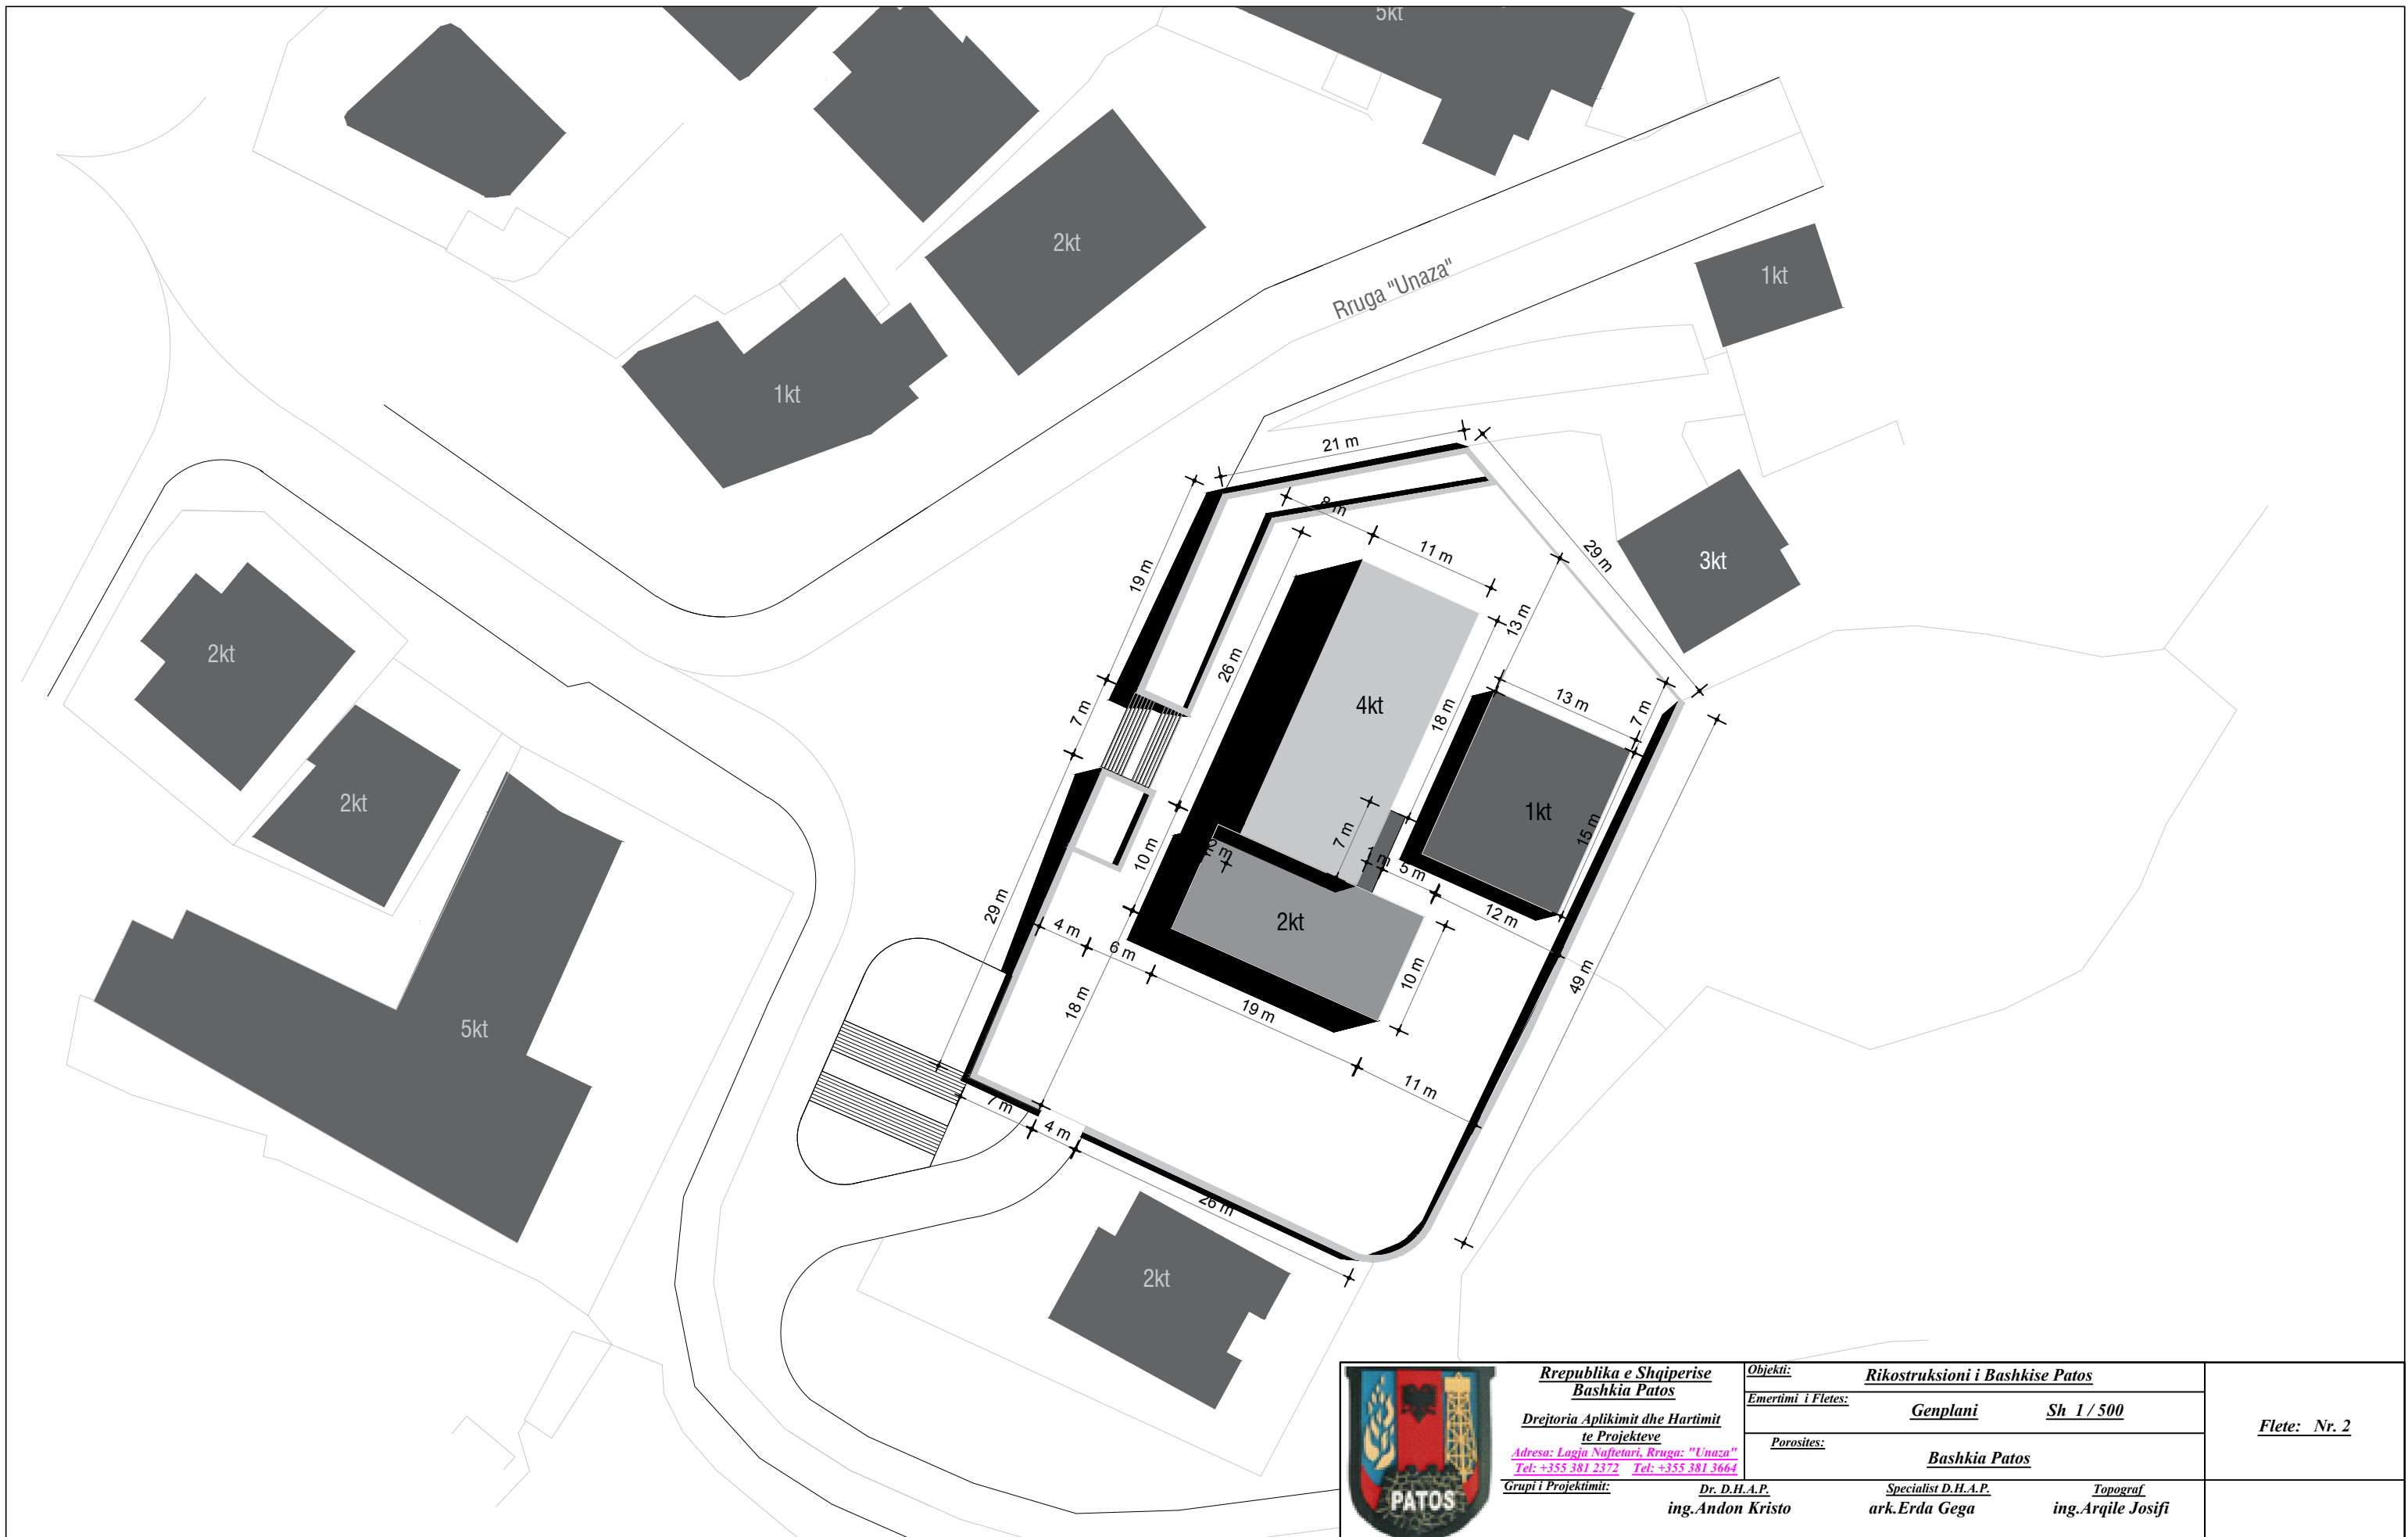 5kt
2kt
Rruga "Unaza"
1kt
1kt
21 m
8 m
11 m
29 m
3kt
19 m
13 m
2kt
26 m
4kt
13 m
7 m
18 m
7 m
2kt
1kt
15 m
7 m
2 m
10 m
1 m
5 m
29 m
12 m
2kt
4 m
6 m
10 m
49 m
18 m
19 m
5kt
11 m
7 m
4 m
26 m
2kt
Rrepublika e Shqiperise
Bashkia Patos
Drejtoria Aplikimit dhe Hartimit
te Projekteve
Adresa: Lagja Naftetari, Rruga: "Unaza"
Tel: +355 381 2372 Tel: +355 381 3664
Objekti: Rikostruksioni i Bashkise Patos
Emertimi i Fletes: Genplani Sh 1 / 500
Porosites: Bashkia Patos
Flete: Nr. 2
PATOS
Grupi i Projektimit: Dr. D.H.A.P. Specialist D.H.A.P. Topograf
ing.Andon Kristo ark.Erda Gega ing.Arqile Josifi